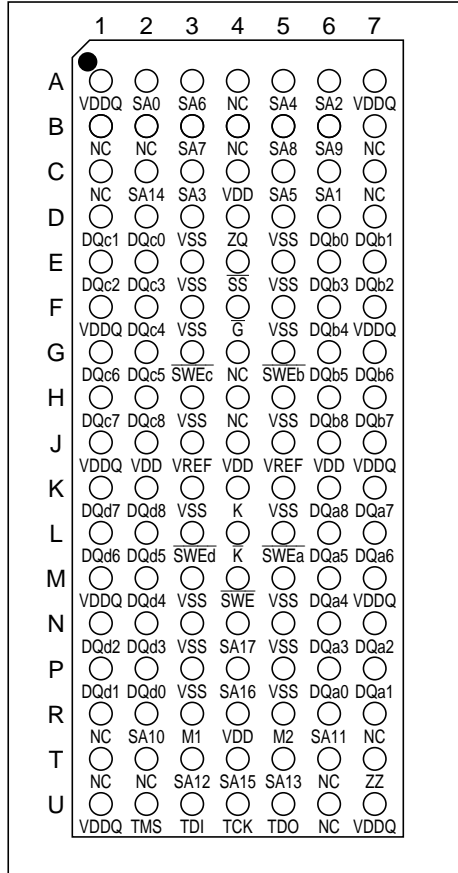 1 2 3 4 5 6 7
A
VDDQ SA0 SA6 NC SA4 SA2 VDDQ
B
NC NC SA7 NC SA8 SA9 NC
C
NC SA14 SA3 VDD SA5 SA1 NC
D
DQc1 DQc0 VSS ZQ VSS DQb0 DQb1
E
DQc2 DQc3 VSS S̅S̅ VSS DQb3 DQb2
F
VDDQ DQc4 VSS G̅ VSS DQb4 VDDQ
G
DQc6 DQc5 S̅W̅E̅c̅ NC S̅W̅E̅b̅ DQb5 DQb6
H
DQc7 DQc8 VSS NC VSS DQb8 DQb7
J
VDDQ VDD VREF VDD VREF VDD VDDQ
K
DQd7 DQd8 VSS K VSS DQa8 DQa7
L
DQd6 DQd5 S̅W̅E̅d̅ K̅ S̅W̅E̅a̅ DQa5 DQa6
M
VDDQ DQd4 VSS S̅W̅E̅ VSS DQa4 VDDQ
N
DQd2 DQd3 VSS SA17 VSS DQa3 DQa2
P
DQd1 DQd0 VSS SA16 VSS DQa0 DQa1
R
NC SA10 M1 VDD M2 SA11 NC
T
NC NC SA12 SA15 SA13 NC ZZ
U
VDDQ TMS TDI TCK TDO NC VDDQ